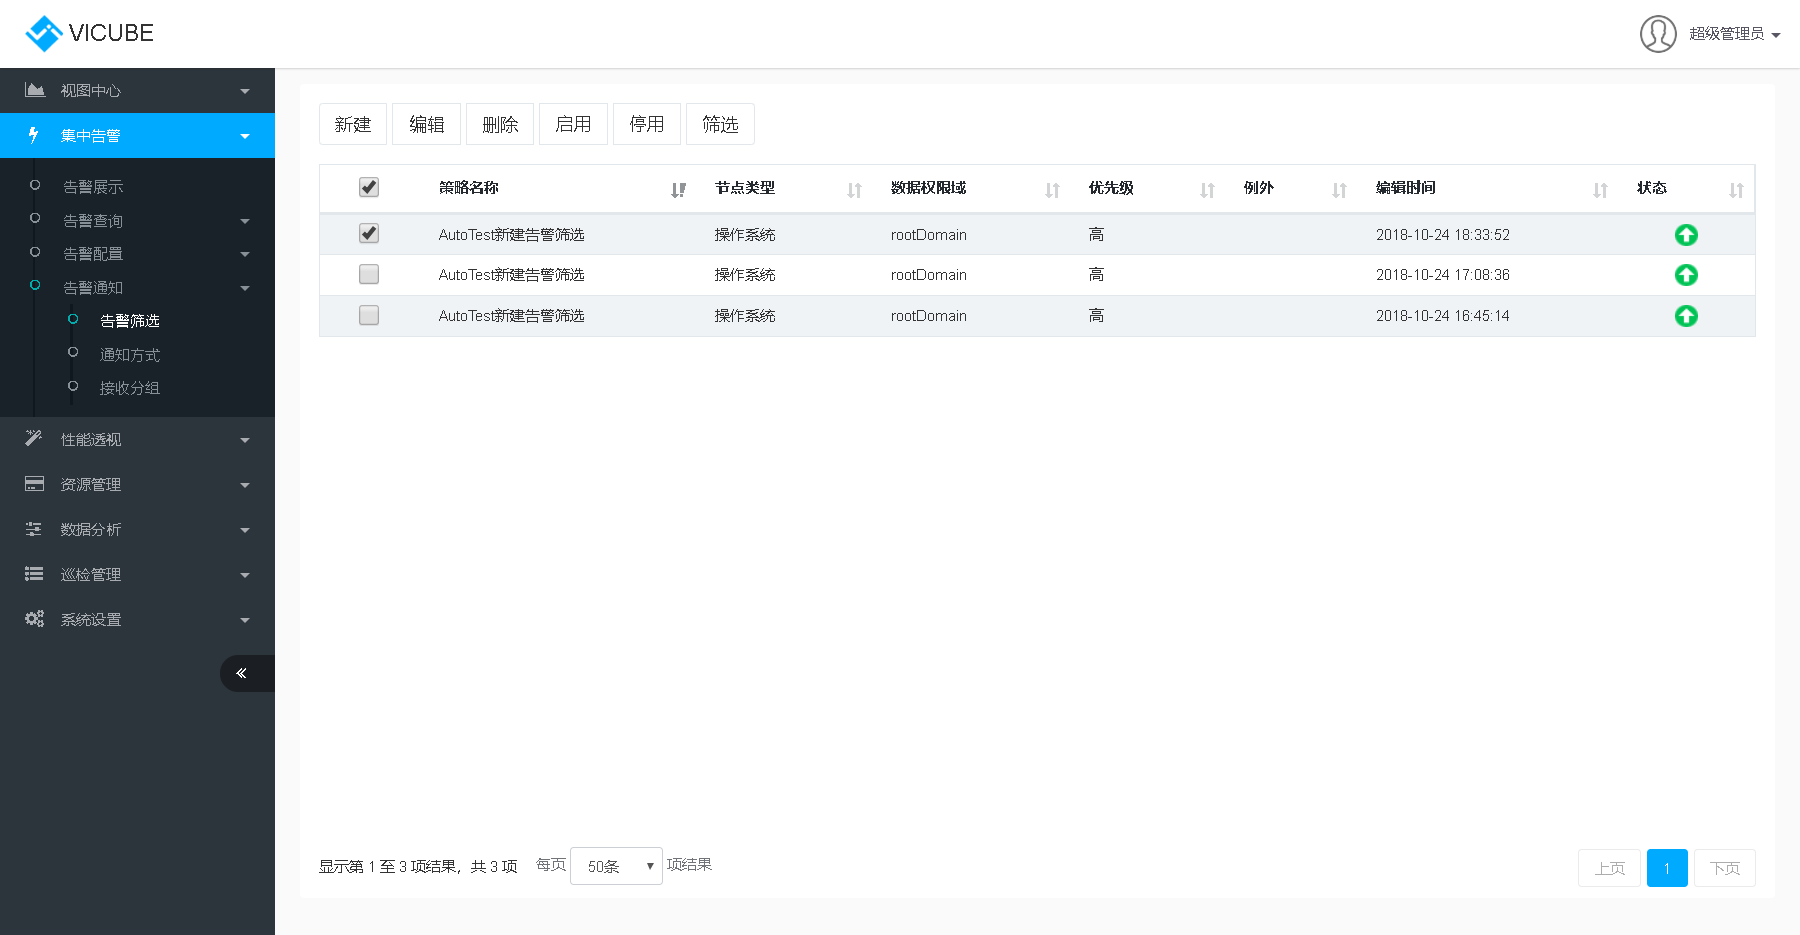 VICUBE
超级管理员
视图中心
集中告警
告警展示
告警查询
告警配置
告警通知
告警筛选
通知方式
接收分组
性能透视
资源管理
数据分析
巡检管理
系统设置
新建 编辑 删除 启用 停用 筛选
策略名称 节点类型 数据权限域 优先级 例外 编辑时间 状态
AutoTest新建告警筛选 操作系统 rootDomain 高 2018-10-24 18:33:52
AutoTest新建告警筛选 操作系统 rootDomain 高 2018-10-24 17:08:36
AutoTest新建告警筛选 操作系统 rootDomain 高 2018-10-24 16:45:14
显示第 1 至 3 项结果，共 3 项 每页 50条 项结果
上页 1 下页